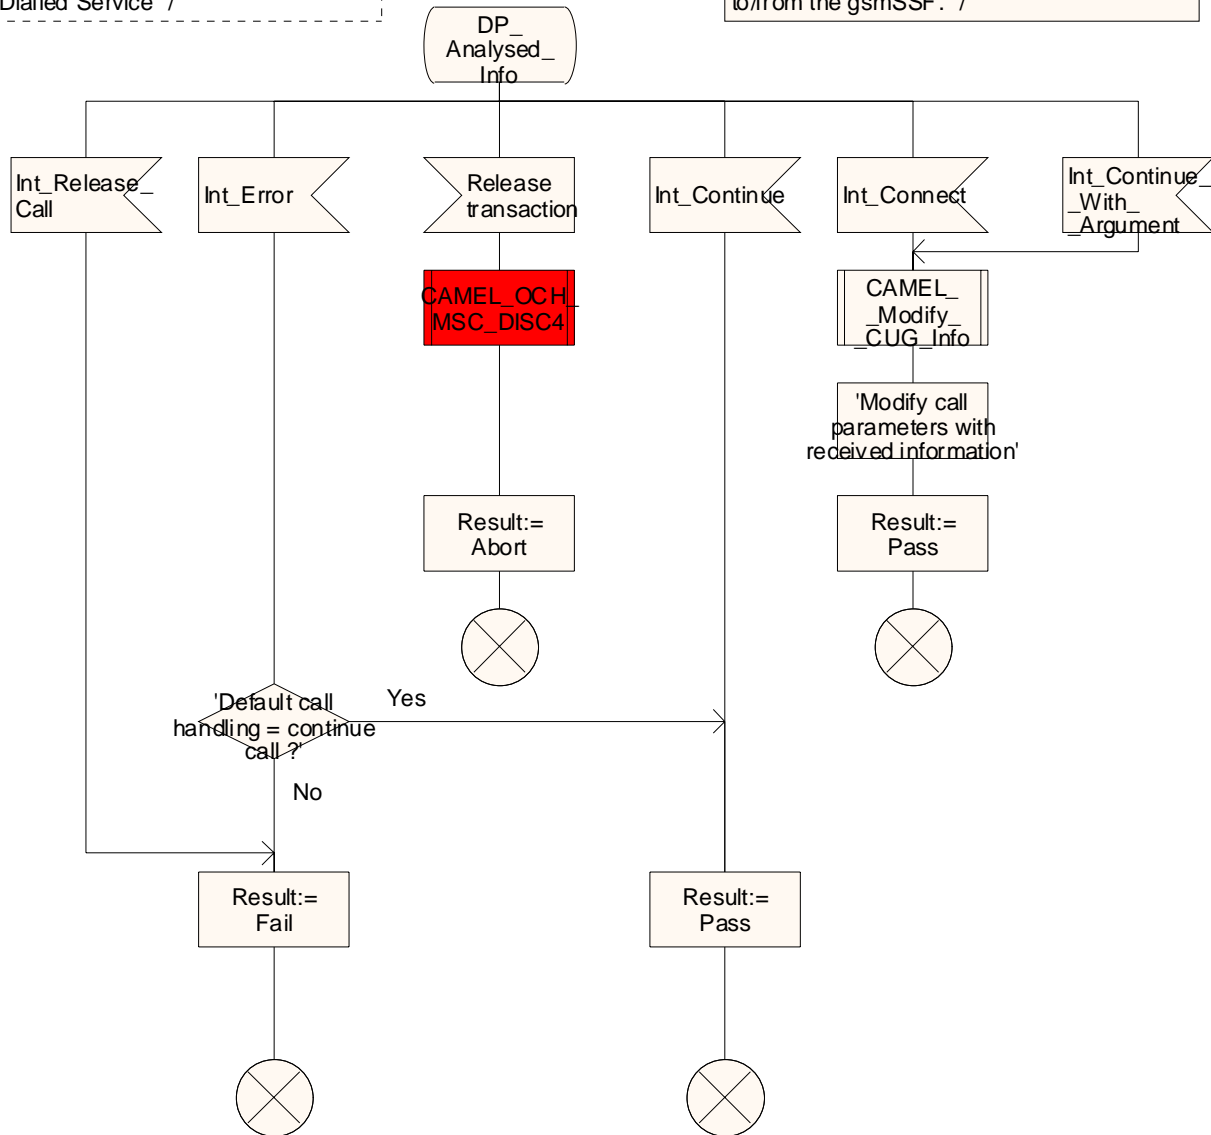 Dialled Service */
to/from the gsmSSF. */
DP_
Analysed_
Info
Int_Release_
Call
Int_Error
Release
transaction
Int_Continue
Int_Connect
Int_Continue_
_With_
_Argument
CAMEL_OCH_
MSC_DISC4
CAMEL_
_Modify_
_CUG_Info
'Modify call
parameters with
received information'
Result:=
Abort
Result:=
Pass
'Default call
handling = continue
call ?'
Yes
No
Result:=
Fail
Result:=
Pass